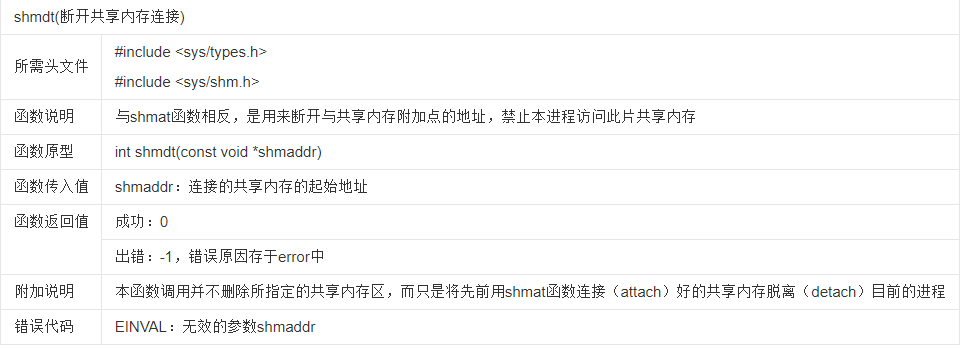 shmdt(断开共享内存连接)
所需头文件
#include <sys/types.h>
#include <sys/shm.h>
函数说明
与shmat函数相反，是用来断开与共享内存附加点的地址，禁止本进程访问此片共享内存
函数原型
int shmdt(const void *shmaddr)
函数传入值
shmaddr：连接的共享内存的起始地址
函数返回值
成功：0
出错：-1，错误原因存于error中
附加说明
本函数调用并不删除所指定的共享内存区，而只是将先前用shmat函数连接（attach）好的共享内存脱离（detach）目前的进程
错误代码
EINVAL：无效的参数shmaddr